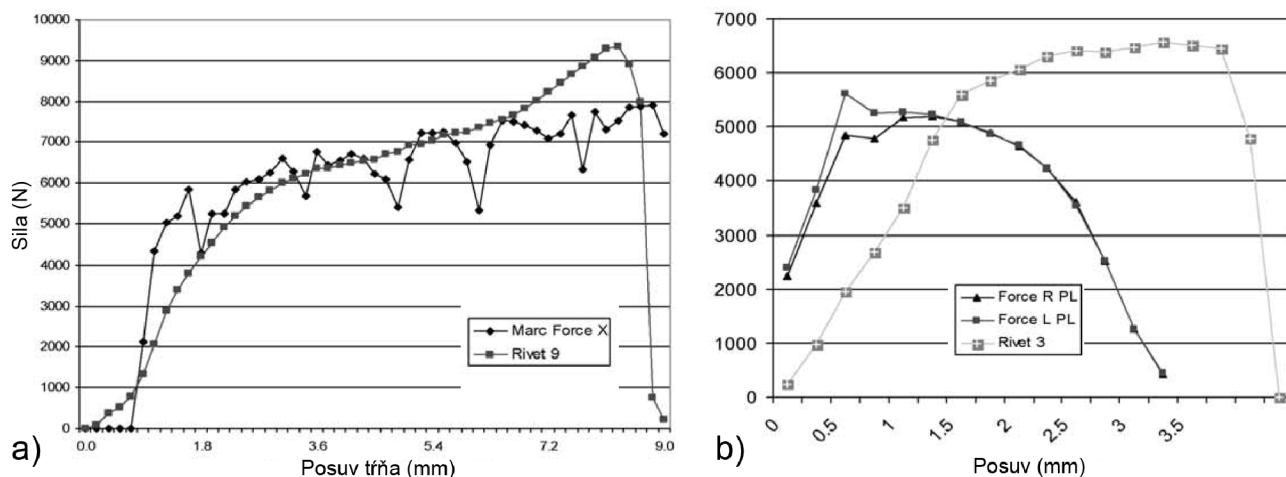 10000
9000
8000
7000
6000
5000
4000
3000
2000
1000
0
Sila (N)
0.0 1.8 3.6 5.4 7.2 9.0
Posuv tŕňa (mm)
Marc Force X
Rivet 9
a)
7000
6000
5000
4000
3000
2000
1000
0
0 0.5 1 1.5 2 2.5 3 3.5
Posuv (mm)
Force R PL
Force L PL
Rivet 3
b)